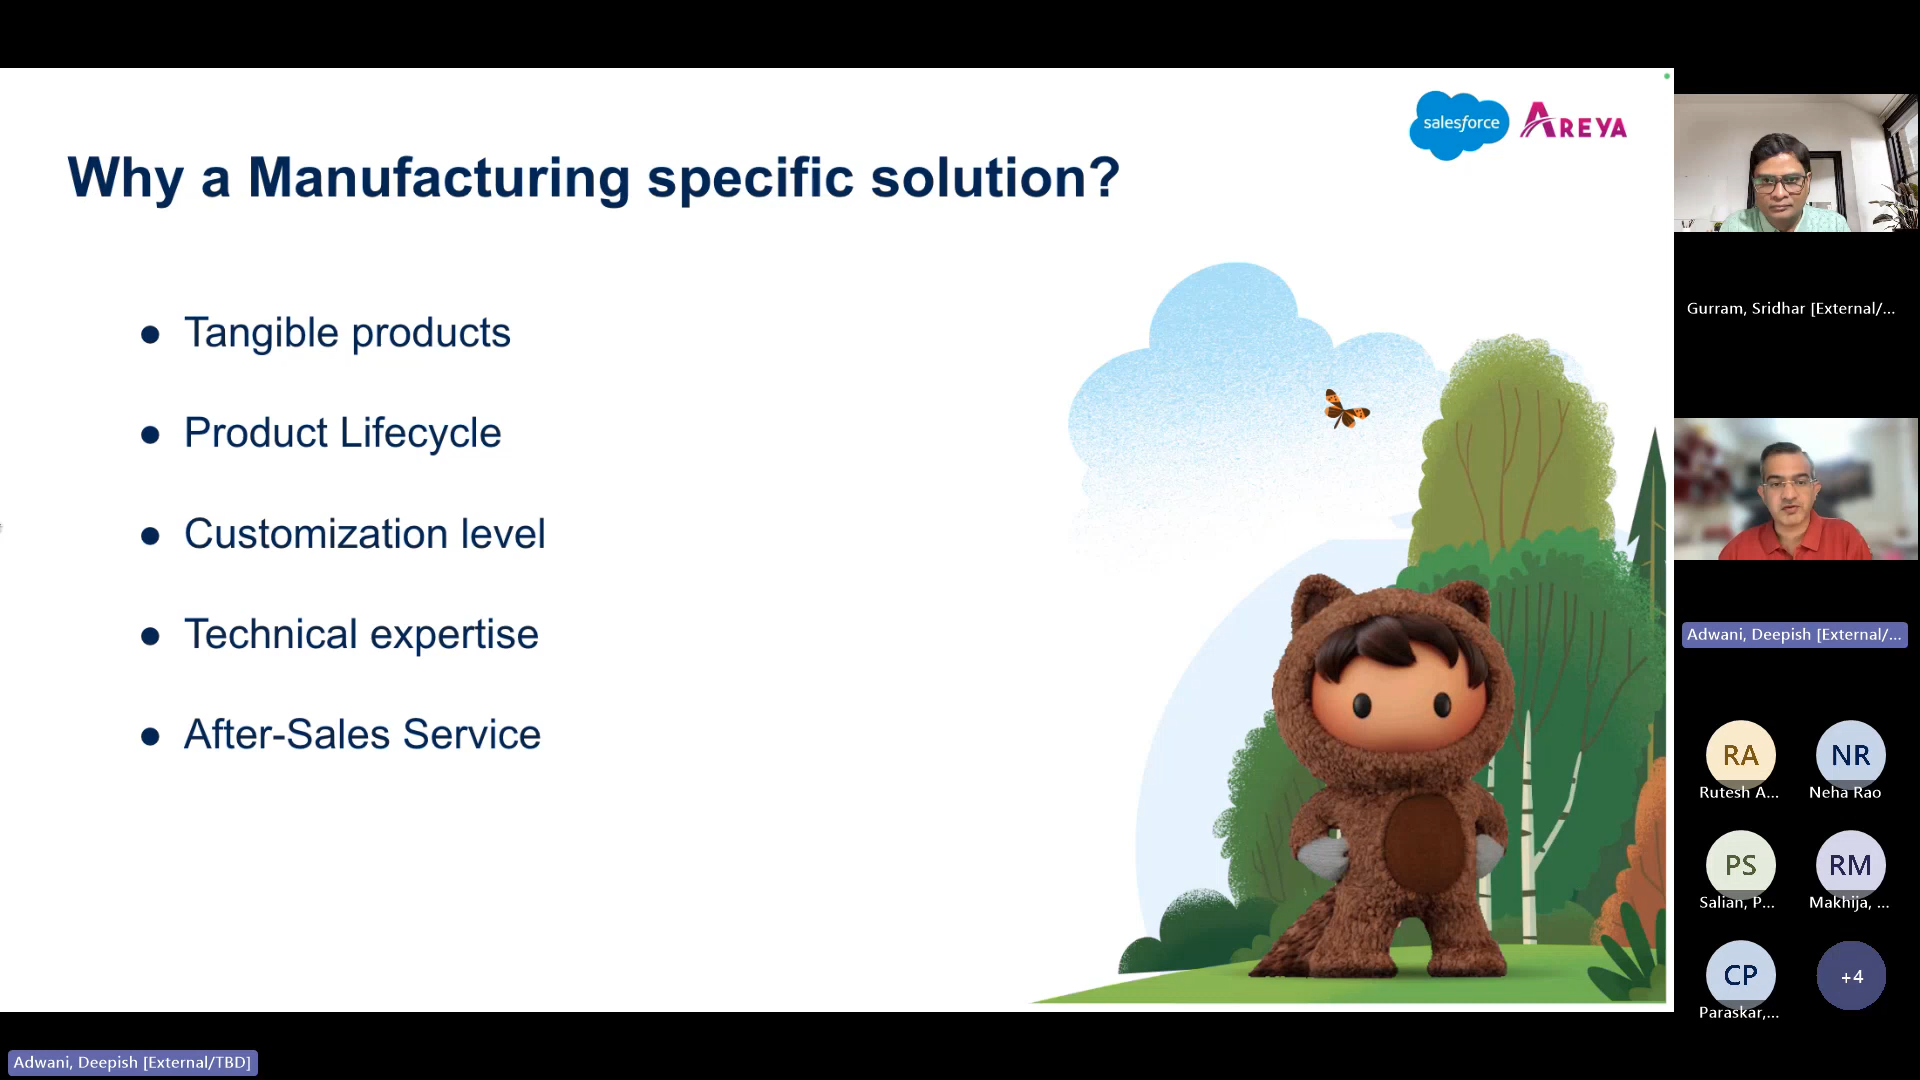 salesforce AREYA
Why a Manufacturing specific solution?
● Tangible products
● Product Lifecycle
● Customization level
● Technical expertise
● After-Sales Service
Gurram, Sridhar [External/...
Adwani, Deepish [External/...
RA NR
Rutesh A... Neha Rao
PS RM
Salian, P... Makhija, ...
CP +4
Paraskar,...
Adwani, Deepish [External/TBD]